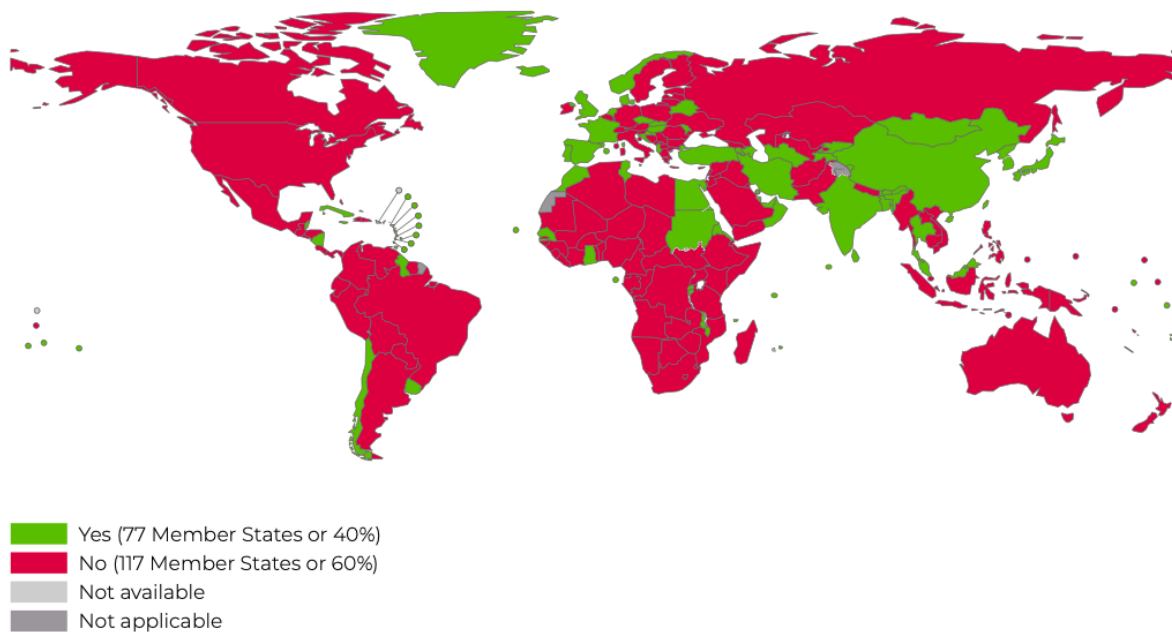 Yes (77 Member States or 40%)
No (117 Member States or 60%)
Not available
Not applicable